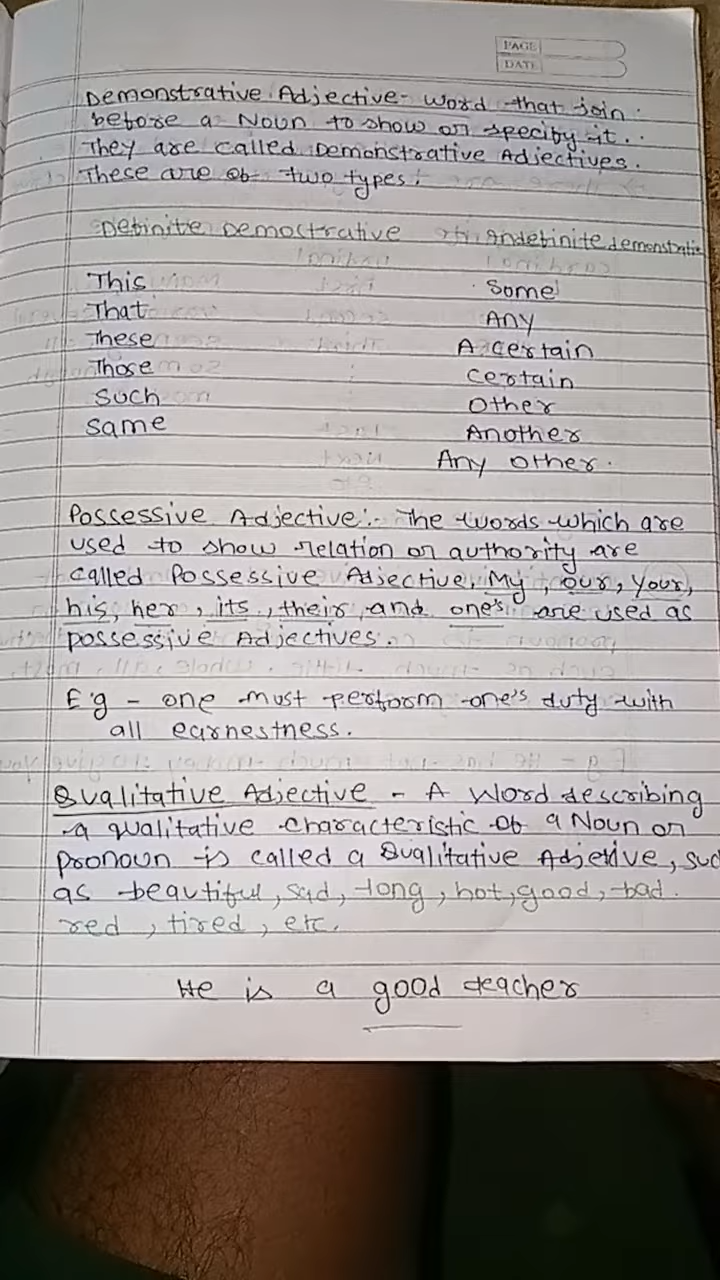 PAGE
DATE
Demonstrative Adjective - word that join
before a Noun to show or specify it.
They are called Demonstrative Adjectives.
These are of two types:
Definite Demostrative Indefinite demonstrative
This Some
That Any
These A certain
Those Certain
Such Other
Same Another
Any other.
Possessive Adjective:- The words which are
used to show relation or authority are
called Possessive Adjective, My, our, your,
his, her, its, their and one's are used as
possessive Adjectives.
E'g - one must perform one's duty with
all earnestness.
Qualitative Adjective - A Word describing
a qualitative characteristic of a Noun or
pronoun is called a Qualitative Adjective, such
as beautiful, sad, long, hot, good, bad.
red, tired, etc.
He is a good teacher